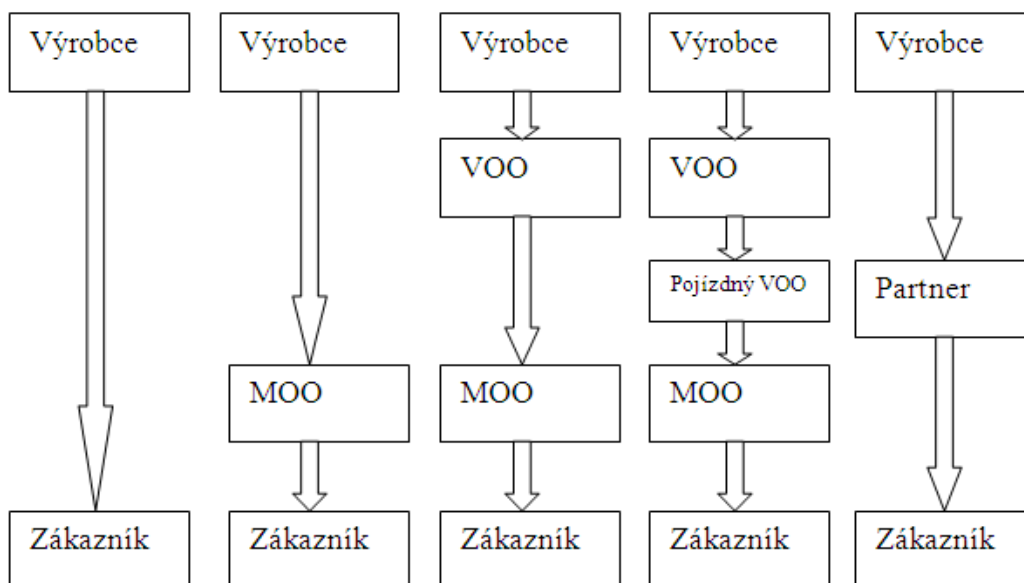 Výrobce
Výrobce
Výrobce
Výrobce
Výrobce
VOO
VOO
Pojízdný VOO
Partner
MOO
MOO
MOO
Zákazník
Zákazník
Zákazník
Zákazník
Zákazník